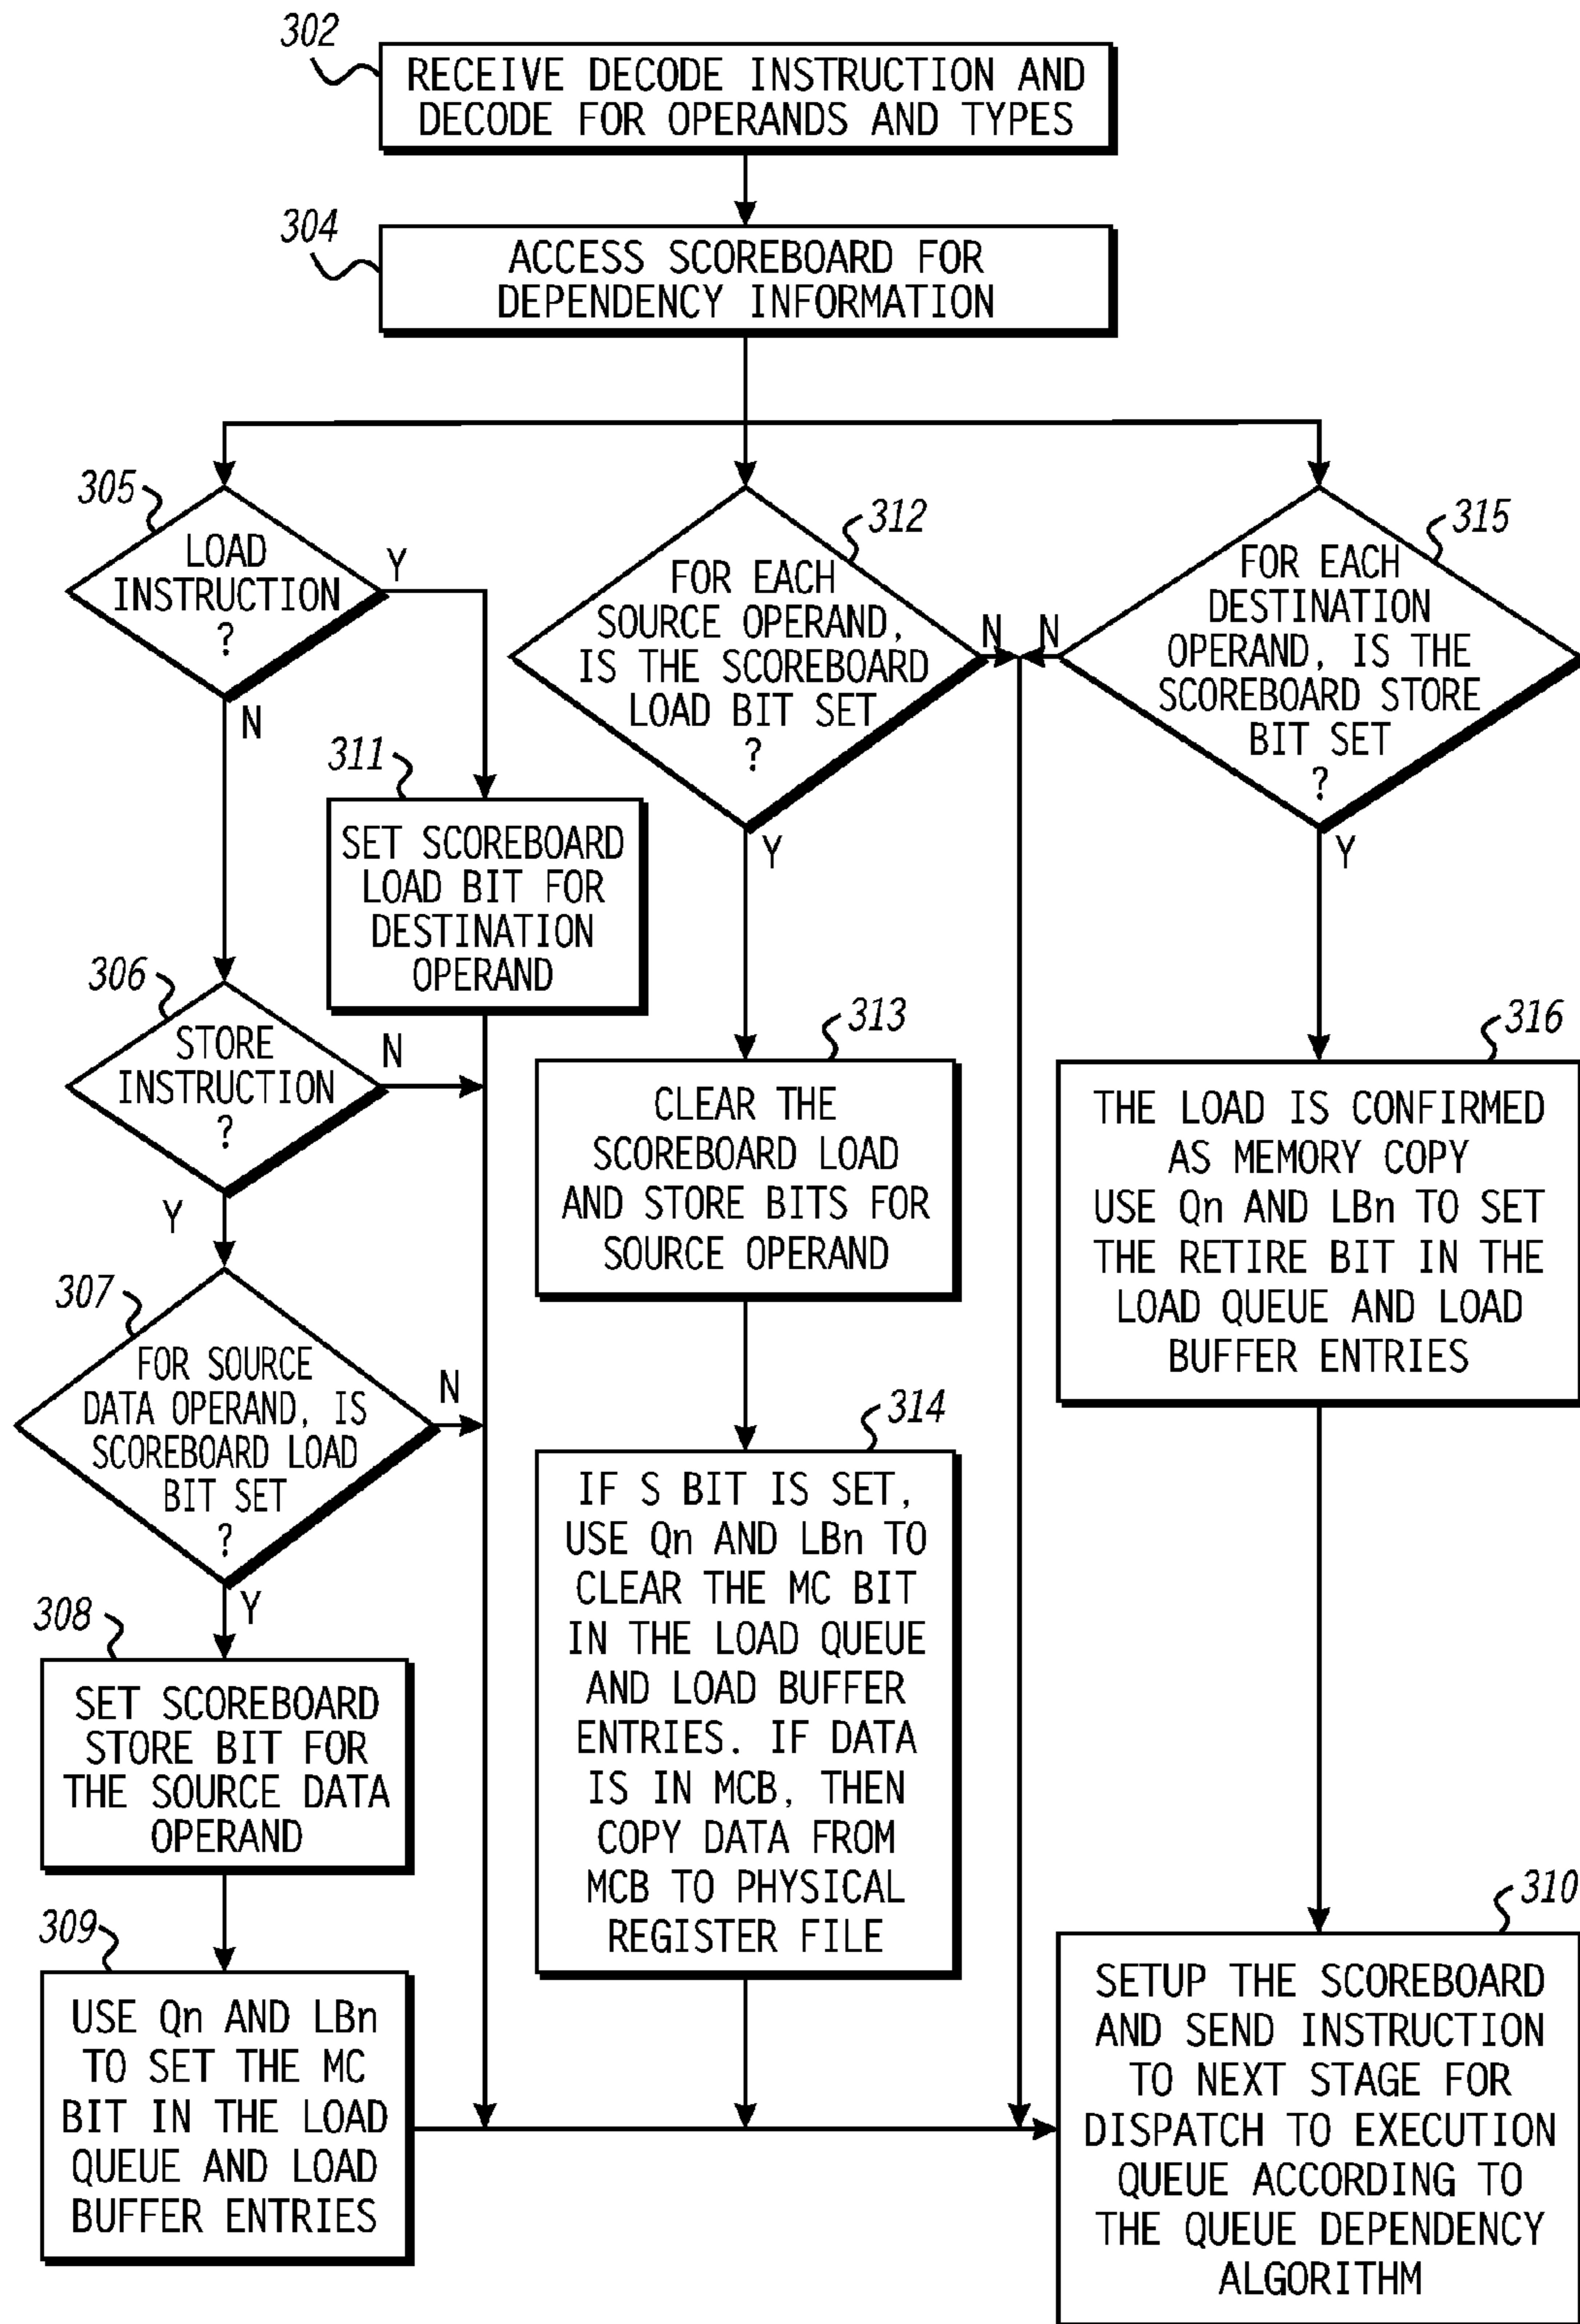 302
RECEIVE DECODE INSTRUCTION AND
DECODE FOR OPERANDS AND TYPES
304
ACCESS SCOREBOARD FOR
DEPENDENCY INFORMATION
305
LOAD
INSTRUCTION
?
Y
N
311
SET SCOREBOARD
LOAD BIT FOR
DESTINATION
OPERAND
306
STORE
INSTRUCTION
?
N
Y
307
FOR SOURCE
DATA OPERAND, IS
SCOREBOARD LOAD
BIT SET
?
N
Y
308
SET SCOREBOARD
STORE BIT FOR
THE SOURCE DATA
OPERAND
309
USE Qn AND LBn
TO SET THE MC
BIT IN THE LOAD
QUEUE AND LOAD
BUFFER ENTRIES
312
FOR EACH
SOURCE OPERAND,
IS THE SCOREBOARD
LOAD BIT SET
?
N
Y
313
CLEAR THE
SCOREBOARD LOAD
AND STORE BITS FOR
SOURCE OPERAND
314
IF S BIT IS SET,
USE Qn AND LBn TO
CLEAR THE MC BIT
IN THE LOAD QUEUE
AND LOAD BUFFER
ENTRIES. IF DATA
IS IN MCB, THEN
COPY DATA FROM
MCB TO PHYSICAL
REGISTER FILE
315
FOR EACH
DESTINATION
OPERAND, IS THE
SCOREBOARD STORE
BIT SET
?
N
Y
316
THE LOAD IS CONFIRMED
AS MEMORY COPY
USE Qn AND LBn TO SET
THE RETIRE BIT IN THE
LOAD QUEUE AND LOAD
BUFFER ENTRIES
310
SETUP THE SCOREBOARD
AND SEND INSTRUCTION
TO NEXT STAGE FOR
DISPATCH TO EXECUTION
QUEUE ACCORDING TO
THE QUEUE DEPENDENCY
ALGORITHM